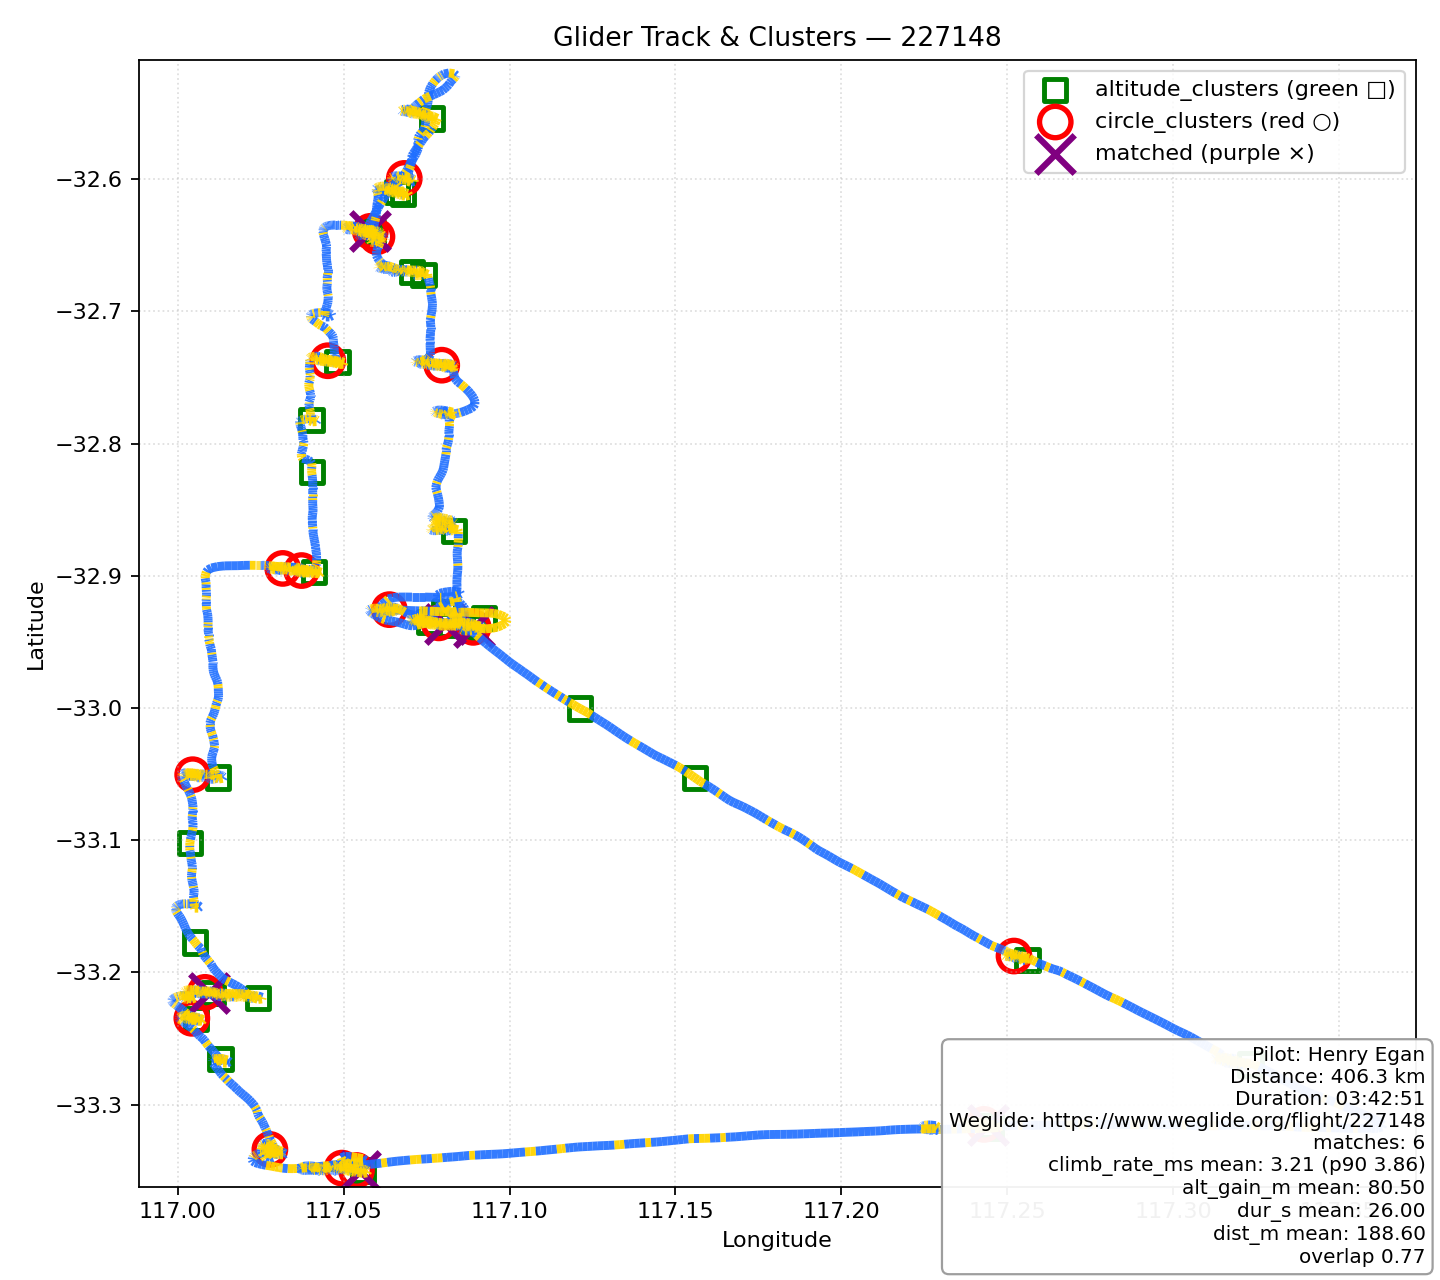 Glider Track & Clusters — 227148
altitude_clusters (green □)
circle_clusters (red ○)
matched (purple ×)
−32.6
−32.7
−32.8
−32.9
−33.0
−33.1
−33.2
−33.3
Latitude
Pilot: Henry Egan
Distance: 406.3 km
Duration: 03:42:51
Weglide: https://www.weglide.org/flight/227148
matches: 6
climb_rate_ms mean: 3.21 (p90 3.86)
alt_gain_m mean: 80.50
dur_s mean: 26.00
dist_m mean: 188.60
overlap 0.77
117.00 117.05 117.10 117.15 117.20 117.25 117.30
Longitude